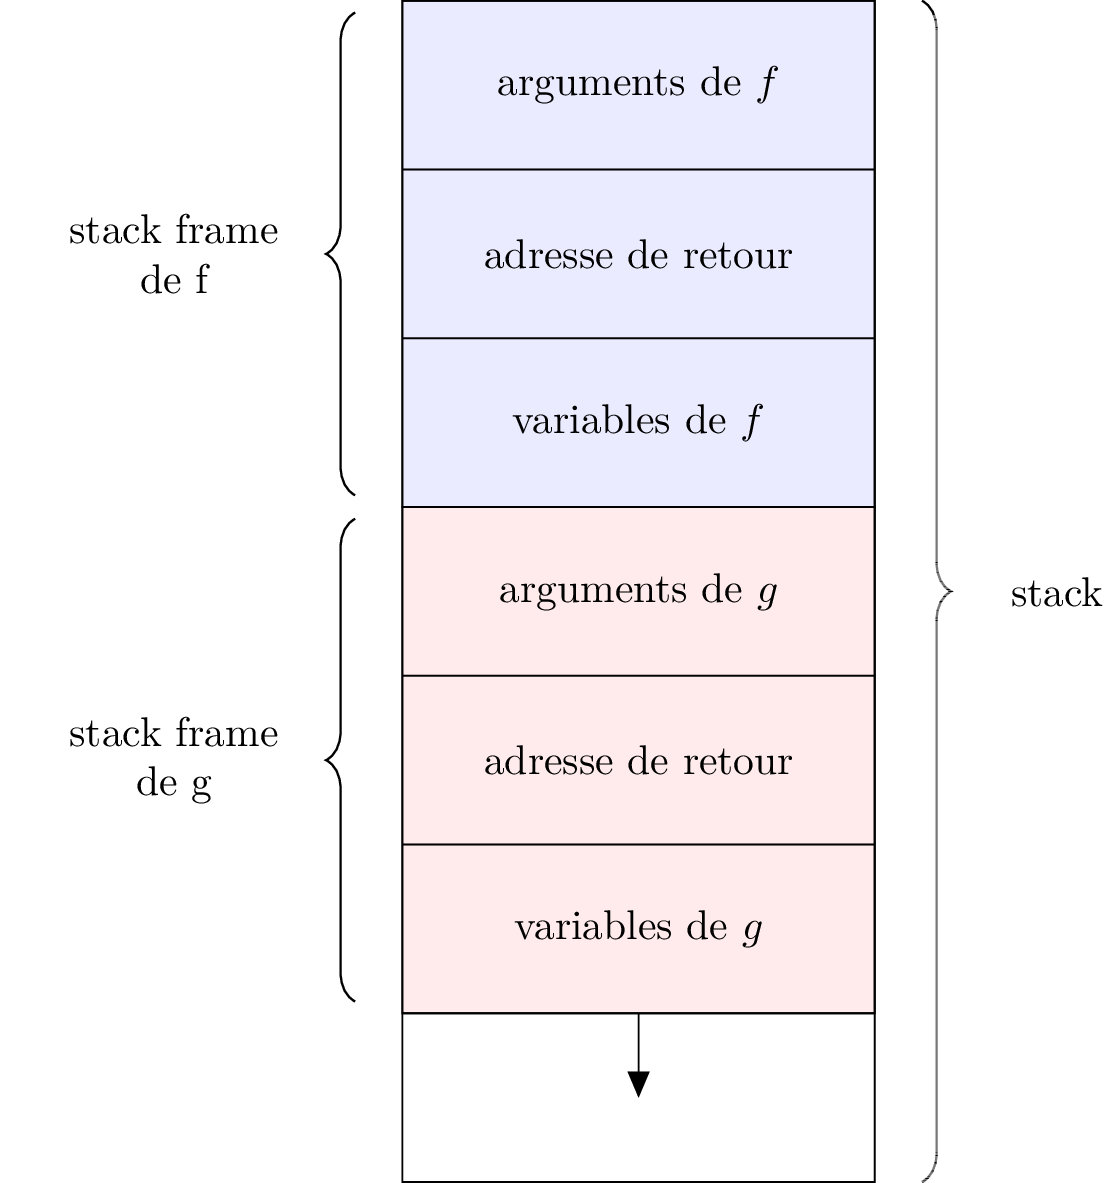 arguments de f
stack frame
de f
adresse de retour
variables de f
arguments de g
stack
stack frame
de g
adresse de retour
variables de g